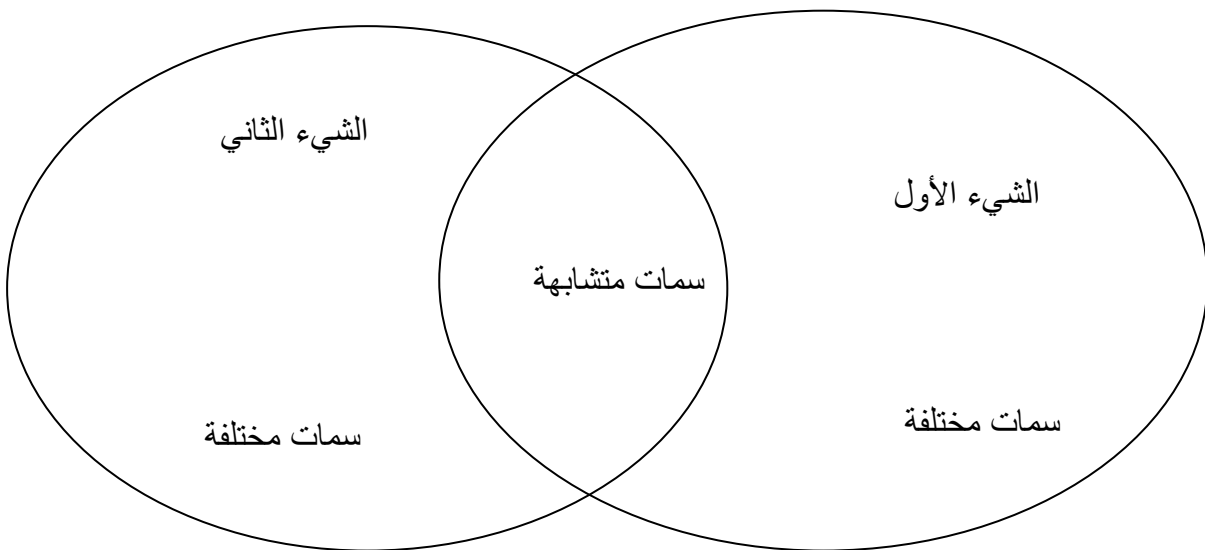 الشيء الأول
الشيء الثاني
سمات متشابهة
سمات مختلفة
سمات مختلفة